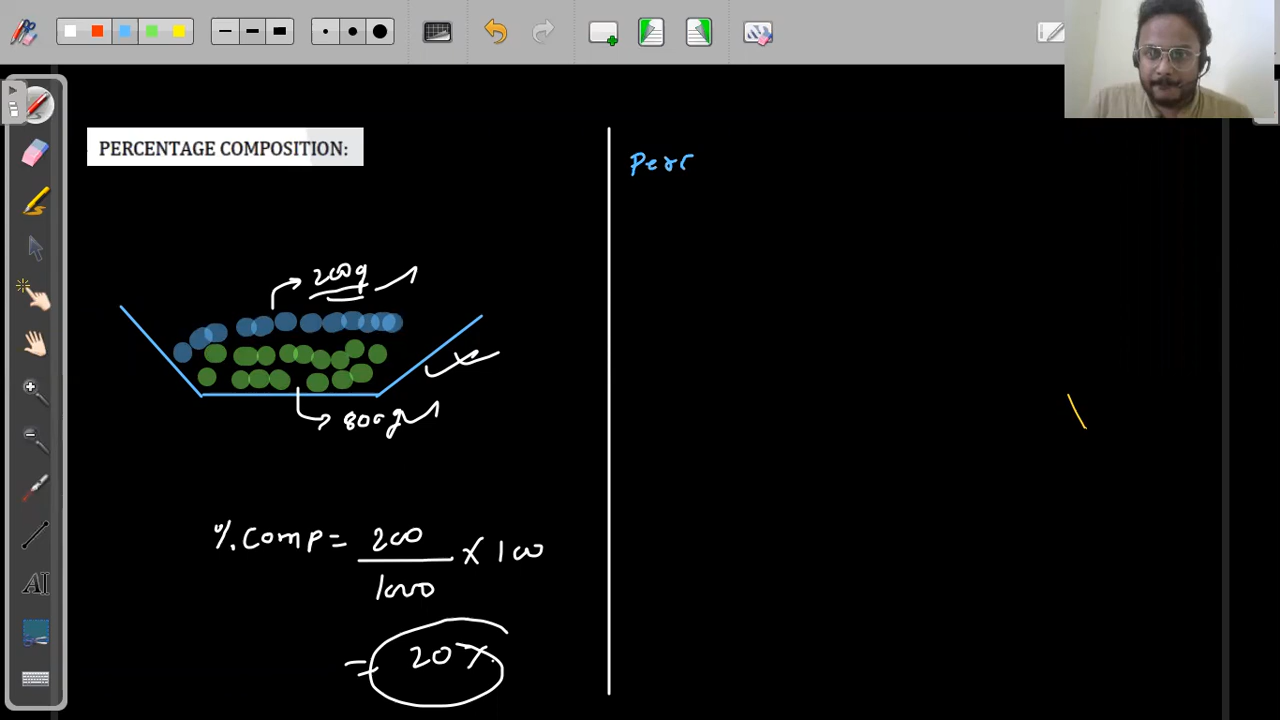 PERCENTAGE COMPOSITION:
Perc
200g
800g
%.Comp = 200/1000 × 100
= 20%